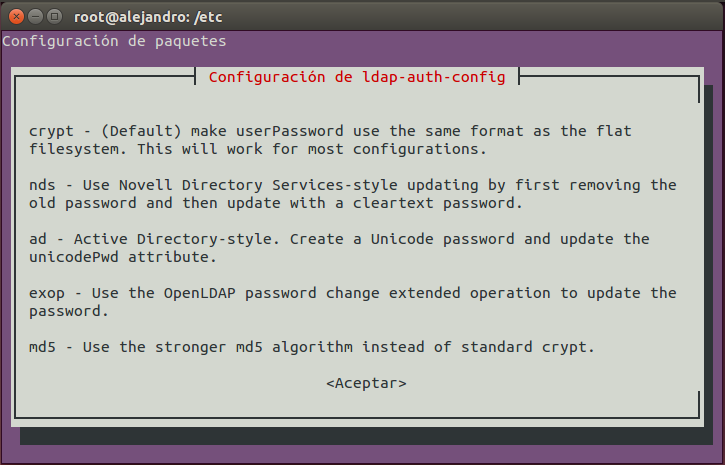 root@alejandro: /etc
Configuración de paquetes
Configuración de ldap-auth-config
crypt - (Default) make userPassword use the same format as the flat
filesystem. This will work for most configurations.
nds - Use Novell Directory Services-style updating by first removing the
old password and then update with a cleartext password.
ad - Active Directory-style. Create a Unicode password and update the
unicodePwd attribute.
exop - Use the OpenLDAP password change extended operation to update the
password.
md5 - Use the stronger md5 algorithm instead of standard crypt.
<Aceptar>